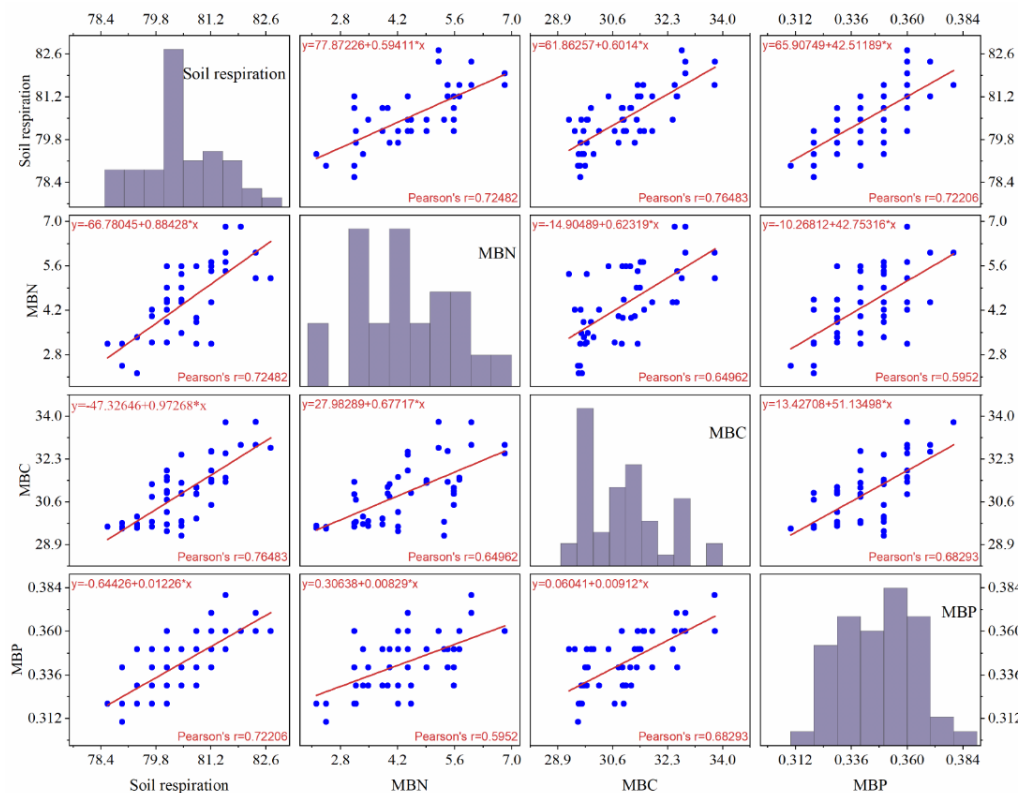 78.4 79.8 81.2 82.6 2.8 4.2 5.6 7.0 28.9 30.6 32.3 34.0 0.312 0.336 0.360 0.384
Soil respiration
82.6
81.2
79.8
78.4
Soil respiration
y=77.87226+0.59411*x
Pearson's r=0.72482
y=61.86257+0.6014*x
Pearson's r=0.76483
y=65.90749+42.51189*x
Pearson's r=0.72206
82.6
81.2
79.8
78.4
MBN
7.0
5.6
4.2
2.8
y=-66.78045+0.88428*x
Pearson's r=0.72482
MBN
y=-14.90489+0.62319*x
Pearson's r=0.64962
y=-10.26812+42.75316*x
Pearson's r=0.5952
7.0
5.6
4.2
2.8
MBC
34.0
32.3
30.6
28.9
y=-47.32646+0.97268*x
Pearson's r=0.76483
y=27.98289+0.67717*x
Pearson's r=0.64962
MBC
y=13.42708+51.13498*x
Pearson's r=0.68293
34.0
32.3
30.6
28.9
MBP
0.384
0.360
0.336
0.312
y=-0.64426+0.01226*x
Pearson's r=0.72206
y=0.30638+0.00829*x
Pearson's r=0.5952
y=0.06041+0.00912*x
Pearson's r=0.68293
MBP
0.384
0.360
0.336
0.312
78.4 79.8 81.2 82.6 2.8 4.2 5.6 7.0 28.9 30.6 32.3 34.0 0.312 0.336 0.360 0.384
Soil respiration MBN MBC MBP